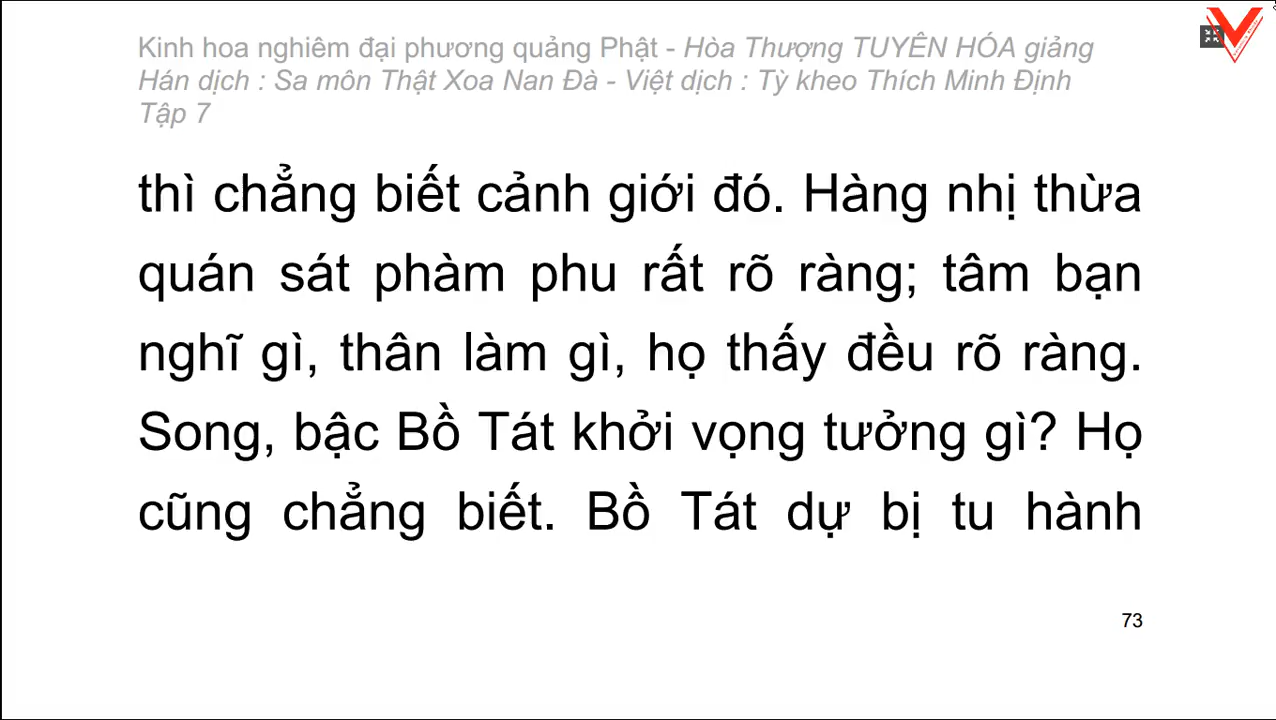 Kinh hoa nghiêm đại phương quảng Phật - Hòa Thượng TUYÊN HÓA giảng
Hán dịch : Sa môn Thật Xoa Nan Đà - Việt dịch : Tỳ kheo Thích Minh Định
Tập 7
thì chẳng biết cảnh giới đó. Hàng nhị thừa
quán sát phàm phu rất rõ ràng; tâm bạn
nghĩ gì, thân làm gì, họ thấy đều rõ ràng.
Song, bậc Bồ Tát khởi vọng tưởng gì? Họ
cũng chẳng biết. Bồ Tát dự bị tu hành
73